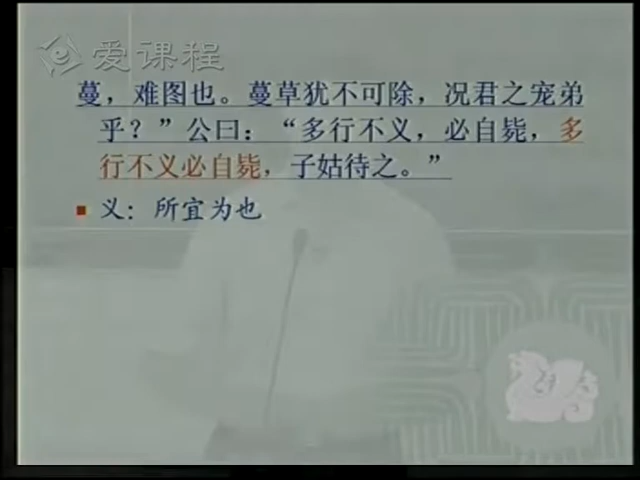 爱课程
蔓，难图也。蔓草犹不可除，况君之宠弟
乎？”公曰：“多行不义，必自毙，多
行不义必自毙，子姑待之。”
义：所宜为也